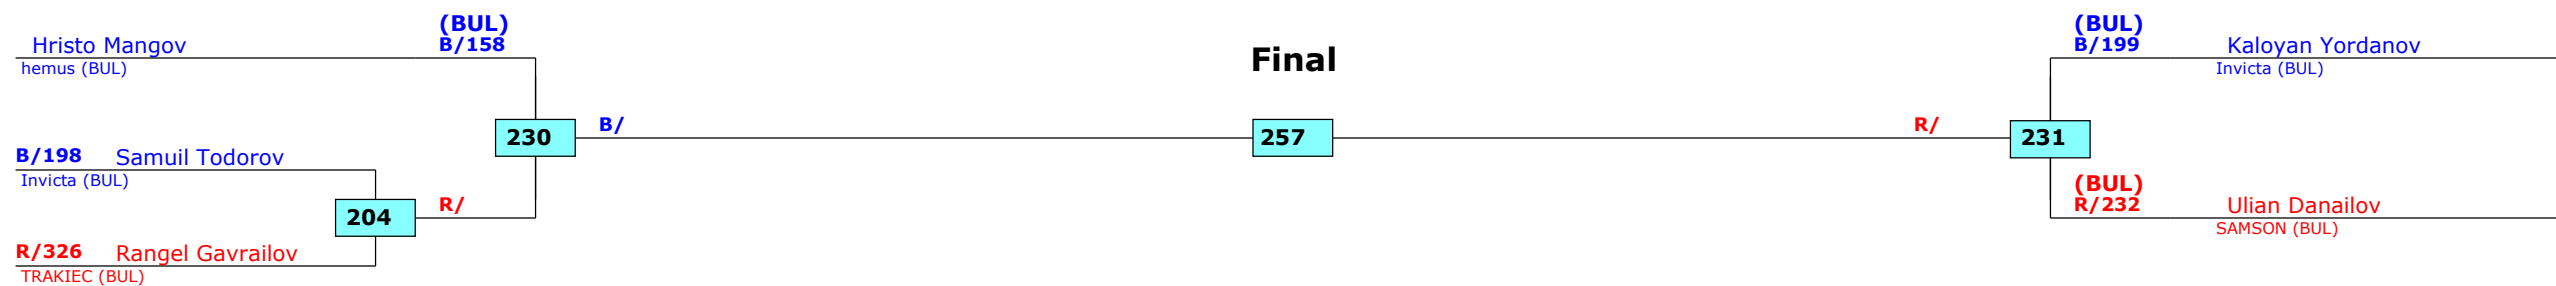 (BUL)
B/158
Hristo Mangov
hemus (BUL)
Final
(BUL)
B/199
Kaloyan Yordanov
Invicta (BUL)
230
B/
257
R/
231
B/198 Samuil Todorov
Invicta (BUL)
204
R/
(BUL)
R/232
Ulian Danailov
SAMSON (BUL)
R/326 Rangel Gavrailov
TRAKIEC (BUL)